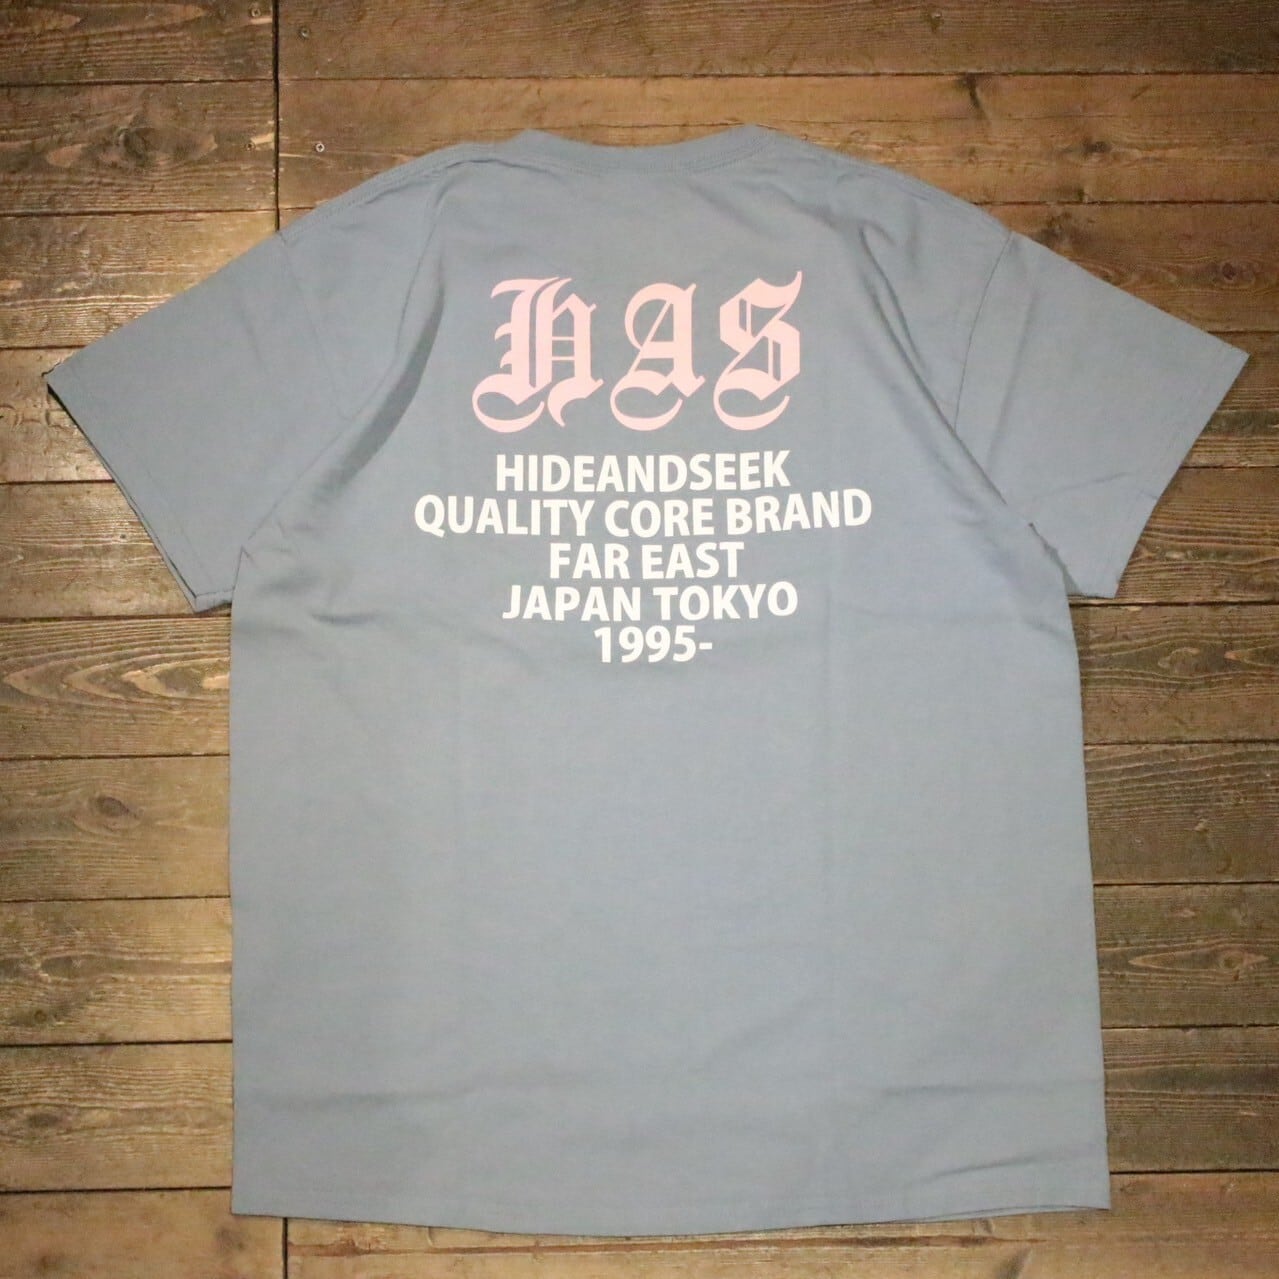 HAS
HIDEANDSEEK
QUALITY CORE BRAND
FAR EAST
JAPAN TOKYO
1995-